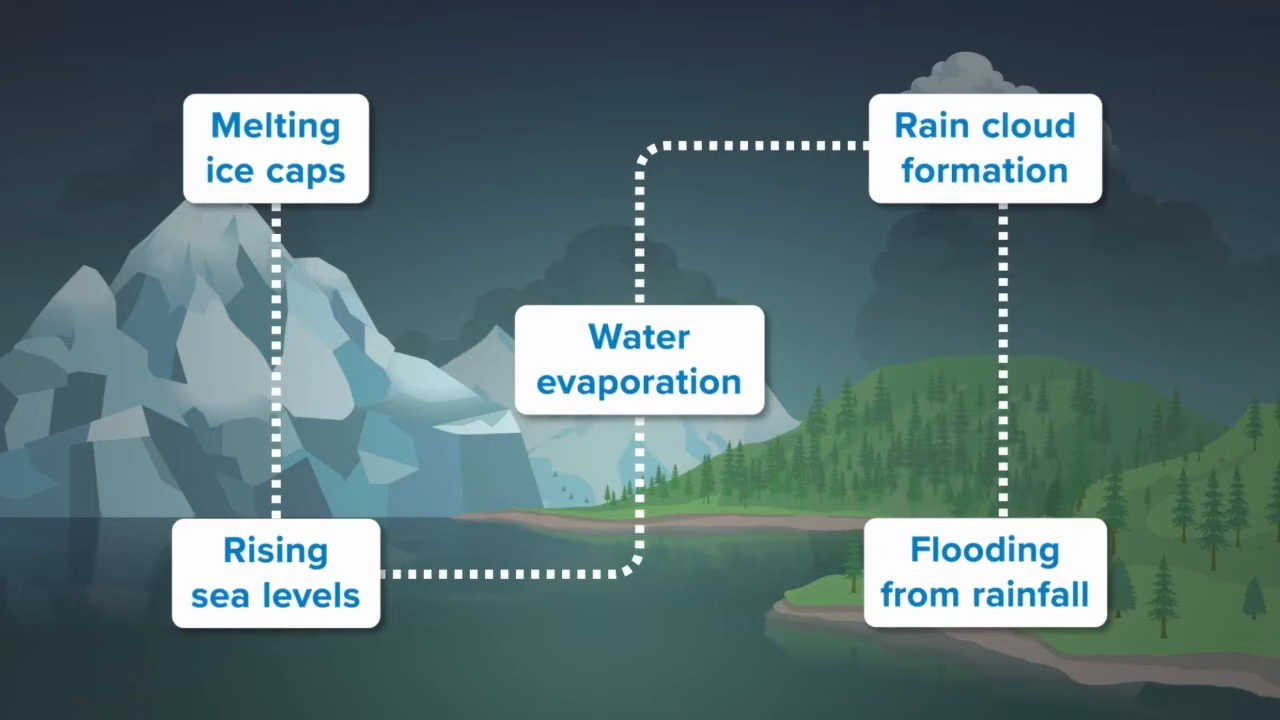 Melting
ice caps
Rising
sea levels
Water
evaporation
Rain cloud
formation
Flooding
from rainfall